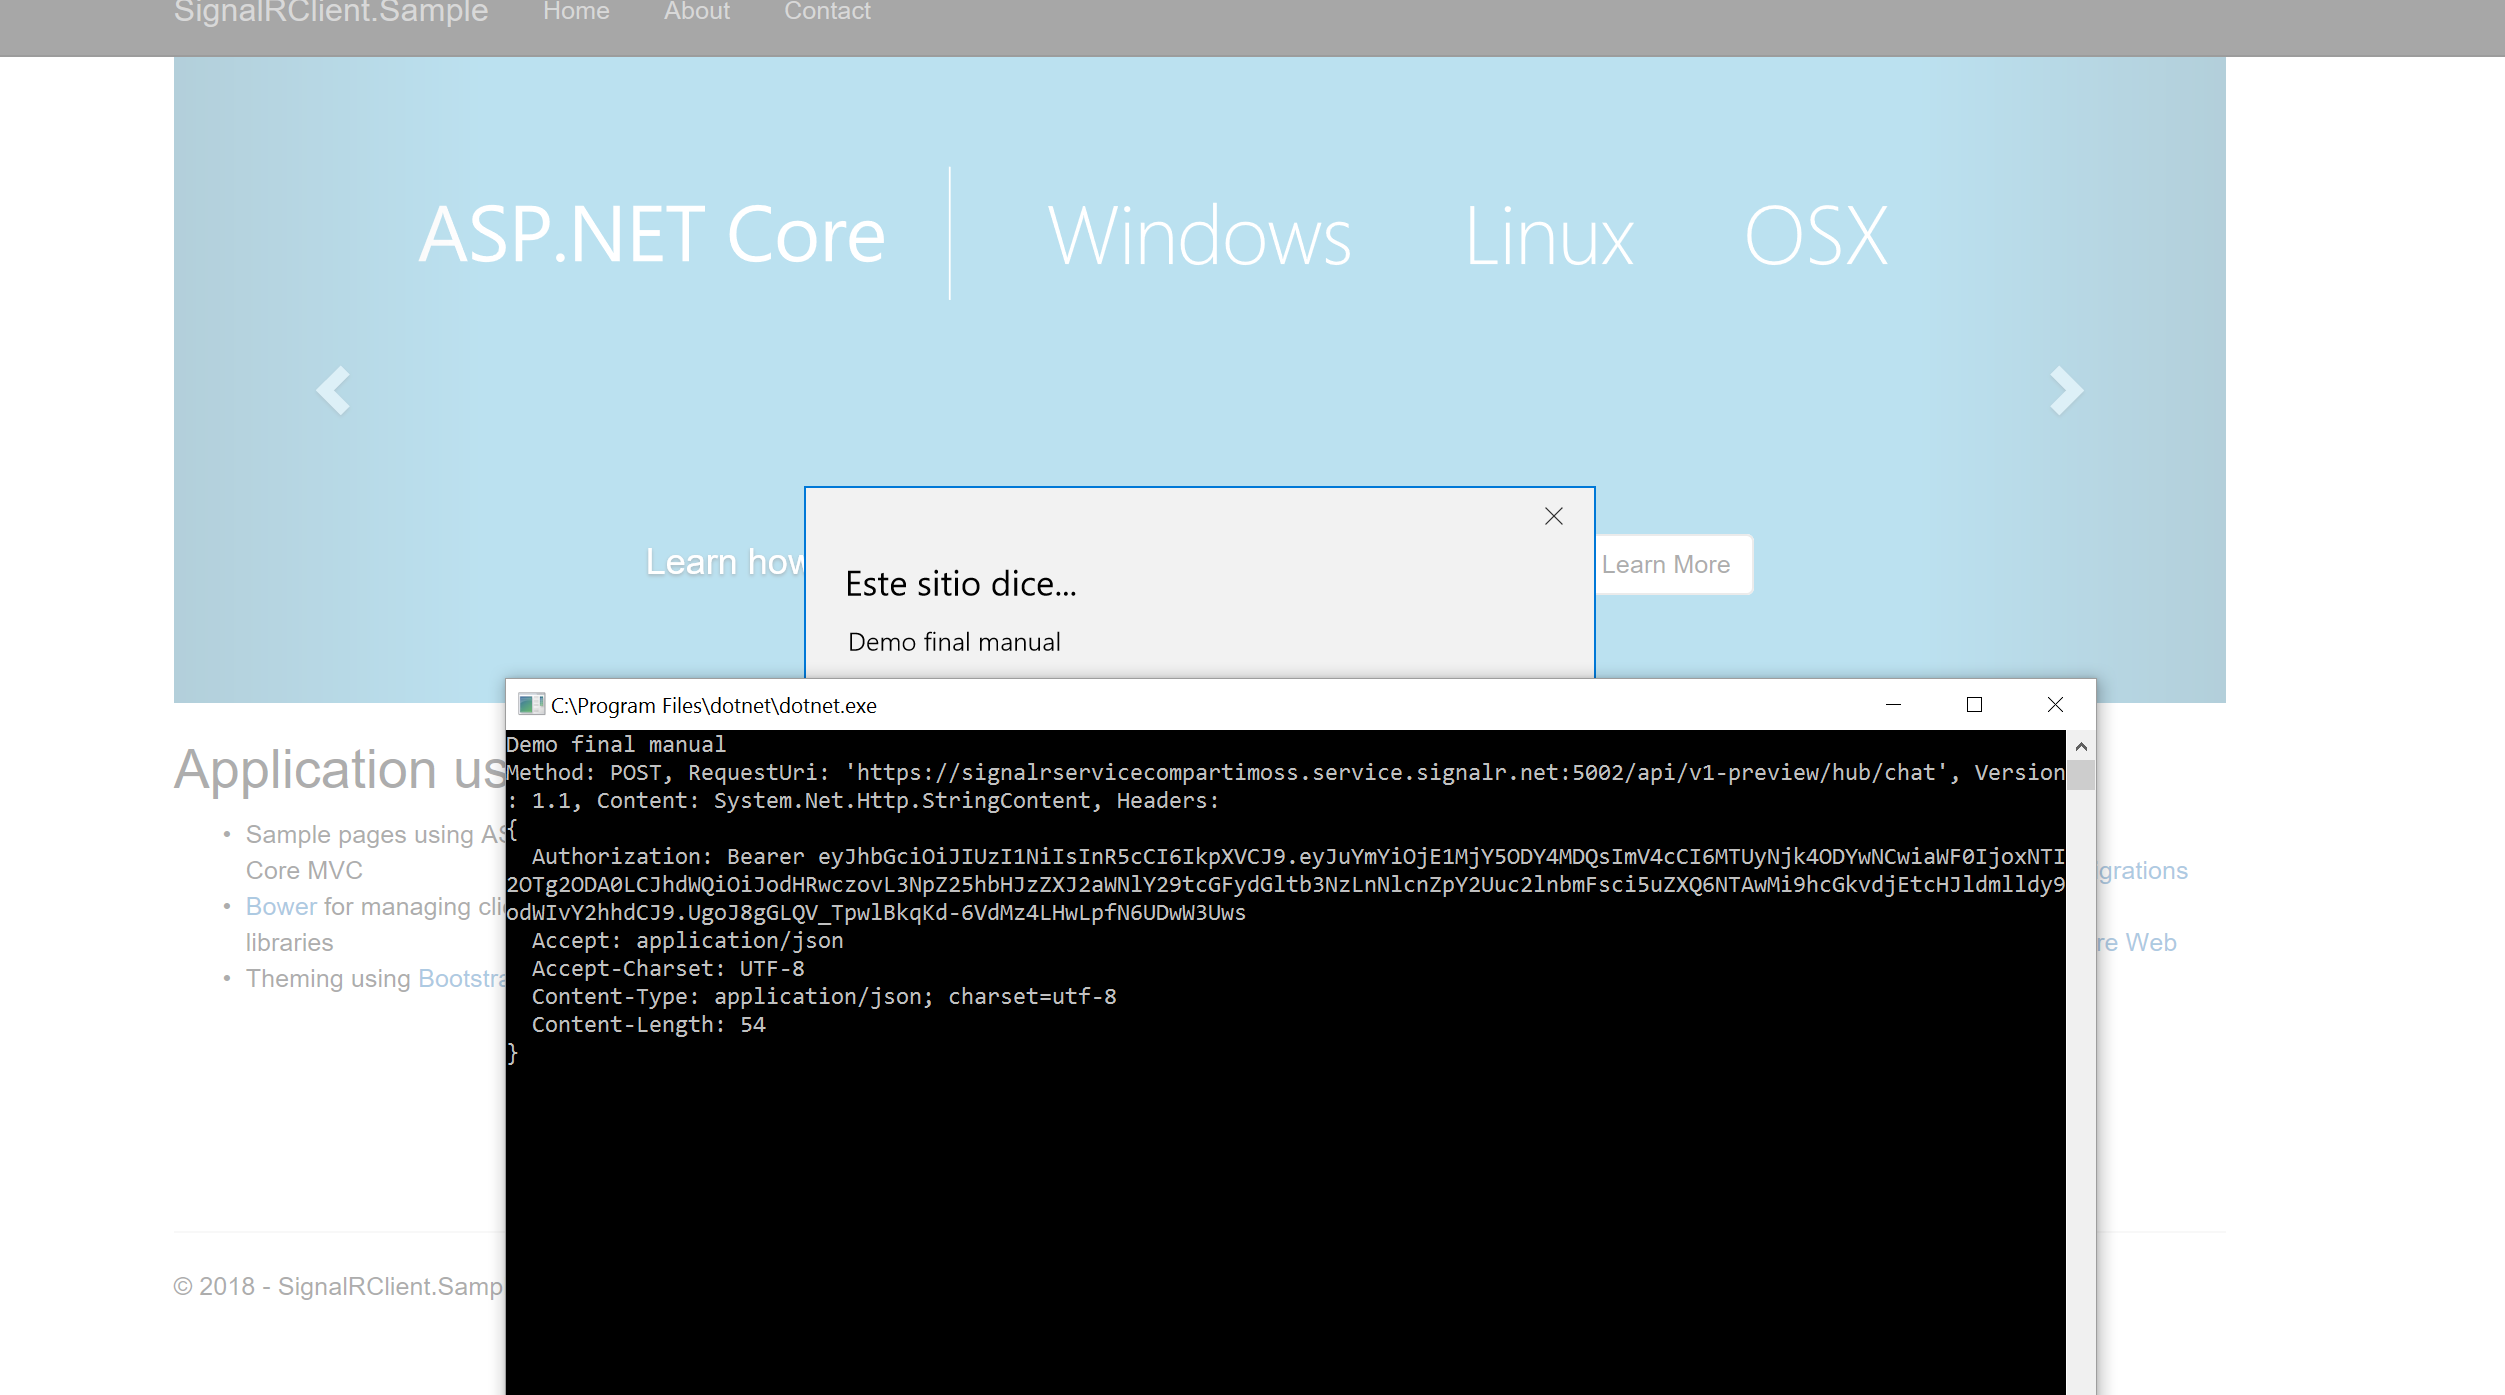 SignalRClient.Sample Home About Contact
ASP.NET Core Windows Linux OSX
Learn how
Learn More
Este sitio dice...
Demo final manual
C:\Program Files\dotnet\dotnet.exe
Demo final manual
Method: POST, RequestUri: 'https://signalrservicecompartimoss.service.signalr.net:5002/api/v1-preview/hub/chat', Version
: 1.1, Content: System.Net.Http.StringContent, Headers:
{
Authorization: Bearer eyJhbGciOiJIUzI1NiIsInR5cCI6IkpXVCJ9.eyJuYmYiOjE1MjY5ODY4MDQsImV4cCI6MTUyNjk4ODYwNCwiaWF0IjoxNTI
2OTg2ODA0LCJhdWQiOiJodHRwczovL3NpZ25hbHJzZXJ2aWNlY29tcGFydGltb3NzLnNlcnZpY2Uuc2lnbmFsci5uZXQ6NTAwMi9hcGkvdjEtcHJldmlldy9
odWIvY2hhdCJ9.UgoJ8gGLQV_TpwlBkqKd-6VdMz4LHwLpfN6UDwW3Uws
Accept: application/json
Accept-Charset: UTF-8
Content-Type: application/json; charset=utf-8
Content-Length: 54
}
Application us
• Sample pages using AS
Core MVC
• Bower for managing clie
libraries
• Theming using Bootstra
grations
re Web
© 2018 - SignalRClient.Samp